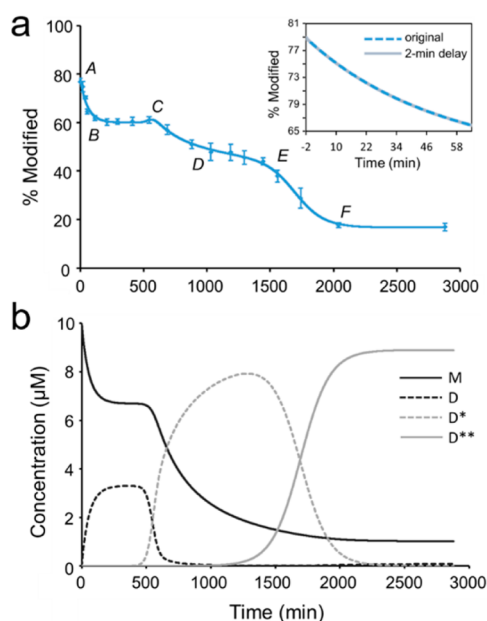 a
% Modified
100
80
60
40
20
0
A
B
C
D
E
F
0
500
1000
1500
2000
2500
3000
% Modified
81
77
73
69
65
original
2-min delay
-2
10
22
34
46
58
Time (min)
b
Concentration (µM)
10
8
6
4
2
0
M
D
D*
D**
0
500
1000
1500
2000
2500
3000
Time (min)